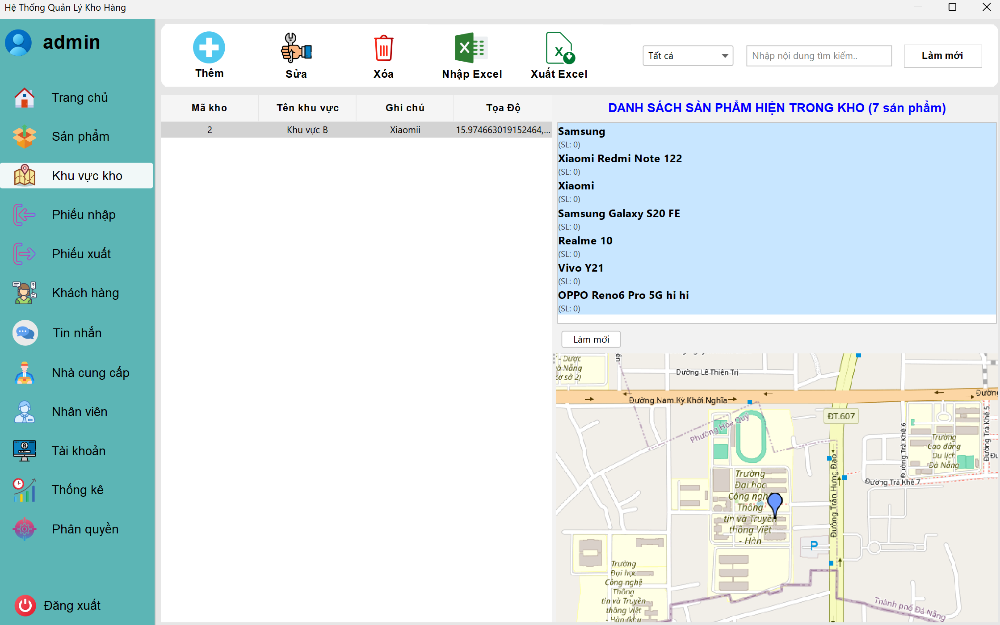 Hệ Thống Quản Lý Kho Hàng
admin
Trang chủ
Sản phẩm
Khu vực kho
Phiếu nhập
Phiếu xuất
Khách hàng
Tin nhắn
Nhà cung cấp
Nhân viên
Tài khoản
Thống kê
Phân quyền
Đăng xuất
Thêm
Sửa
Xóa
Nhập Excel
Xuất Excel
Tất cả
Nhập nội dung tìm kiếm..
Làm mới
Mã kho Tên khu vực Ghi chú Tọa Độ
2 Khu vực B Xiaomii 15.974663019152464,...
DANH SÁCH SẢN PHẨM HIỆN TRONG KHO (7 sản phẩm)
Samsung
(SL: 0)
Xiaomi Redmi Note 122
(SL: 0)
Xiaomi
(SL: 0)
Samsung Galaxy S20 FE
(SL: 0)
Realme 10
(SL: 0)
Vivo Y21
(SL: 0)
OPPO Reno6 Pro 5G hi hi
(SL: 0)
Làm mới
- Dược
Nẵng
cơ sở 2)
Đường Lê Thiện Trị
Đường Nam Kỳ Khởi Nghĩa
Đường
ĐT.607
Phường Hòa Quý
Đường Trà Khê 6
Đường Trà Khê 5
Trường
Cao đẳng
Du lịch
Đà Nẵng
Đường Trà Khê 7
Đường Trần Hưng Đạo
Trường
Đại học
Công nghệ
Thông
tin và Truyền
thông Việt
- Hàn
P
Trường
Đại học
Công nghệ
Thông
tin và Truyền
thông Việt
- Hàn (khu
Thành phố Đà Nẵng